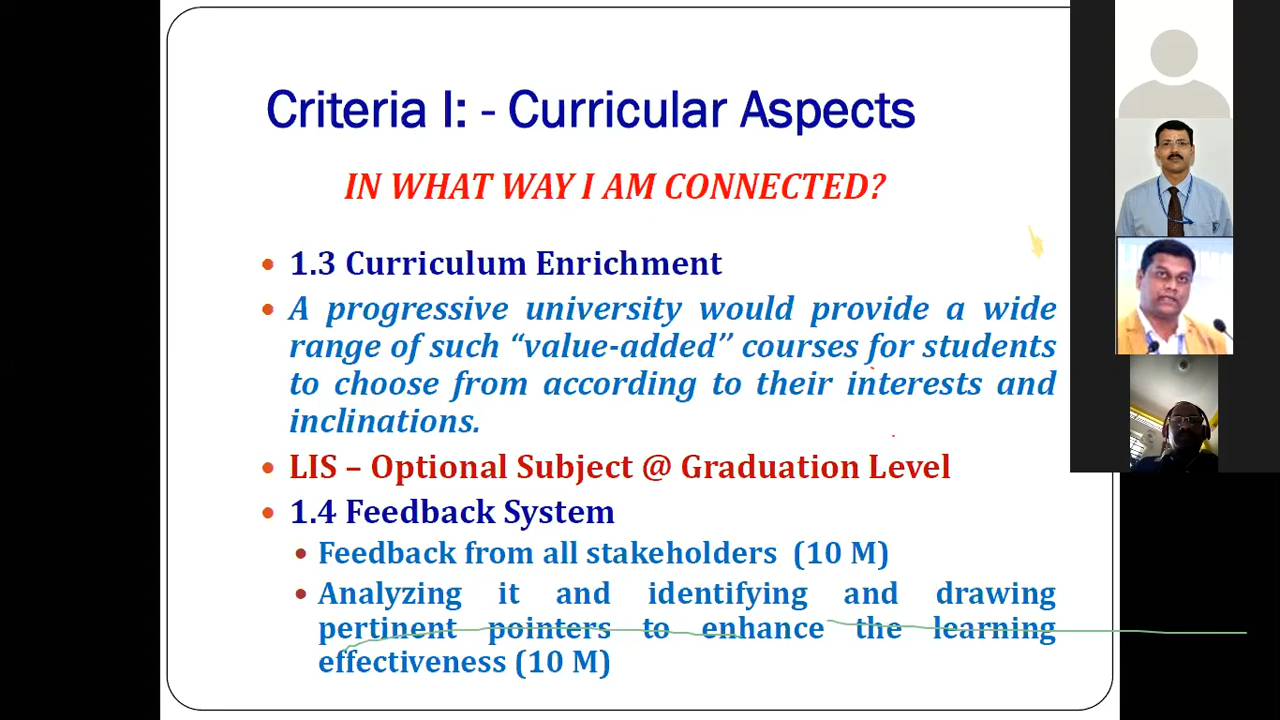 Criteria I: - Curricular Aspects
IN WHAT WAY I AM CONNECTED?
• 1.3 Curriculum Enrichment
• A progressive university would provide a wide
range of such “value-added” courses for students
to choose from according to their interests and
inclinations.
• LIS – Optional Subject @ Graduation Level
• 1.4 Feedback System
• Feedback from all stakeholders (10 M)
• Analyzing it and identifying and drawing
pertinent pointers to enhance the learning
effectiveness (10 M)